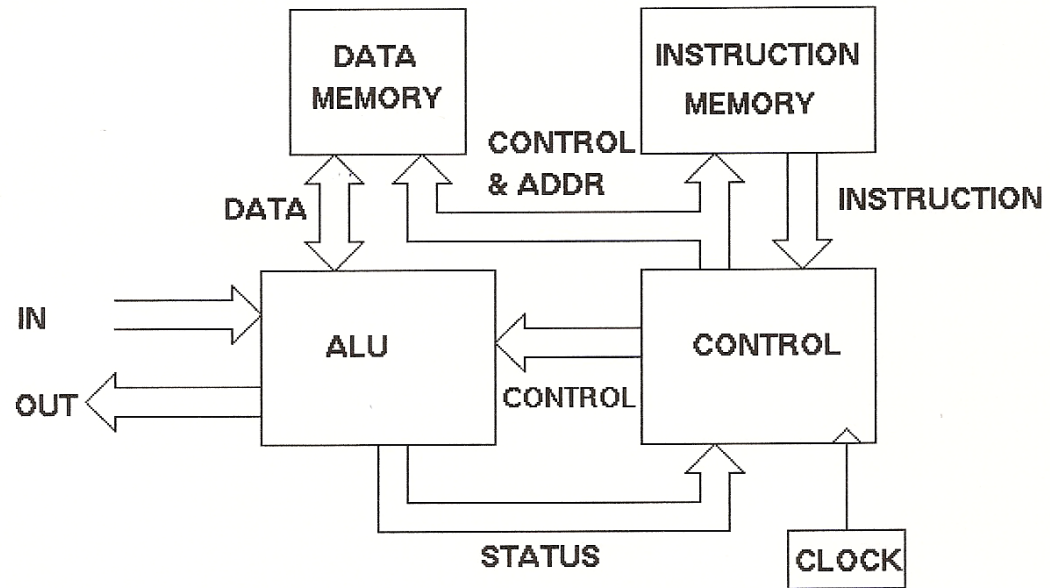 DATA
MEMORY
INSTRUCTION
MEMORY
CONTROL
& ADDR
DATA
INSTRUCTION
IN
ALU
CONTROL
OUT
CONTROL
STATUS
CLOCK